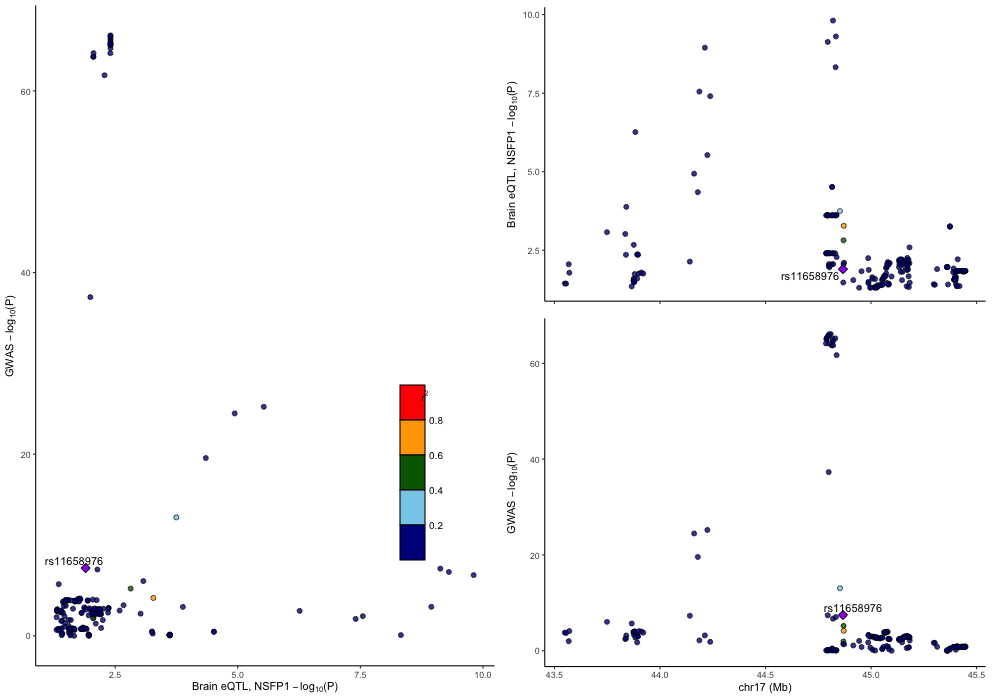 GWAS −log10(P)
60
40
20
0
2.5
5.0
7.5
10.0
Brain eQTL, NSFP1 −log10(P)
rs11658976
r2
0.8
0.6
0.4
0.2
Brain eQTL, NSFP1 −log10(P)
10.0
7.5
5.0
2.5
rs11658976
GWAS −log10(P)
60
40
20
0
rs11658976
43.5
44.0
44.5
45.0
45.5
chr17 (Mb)